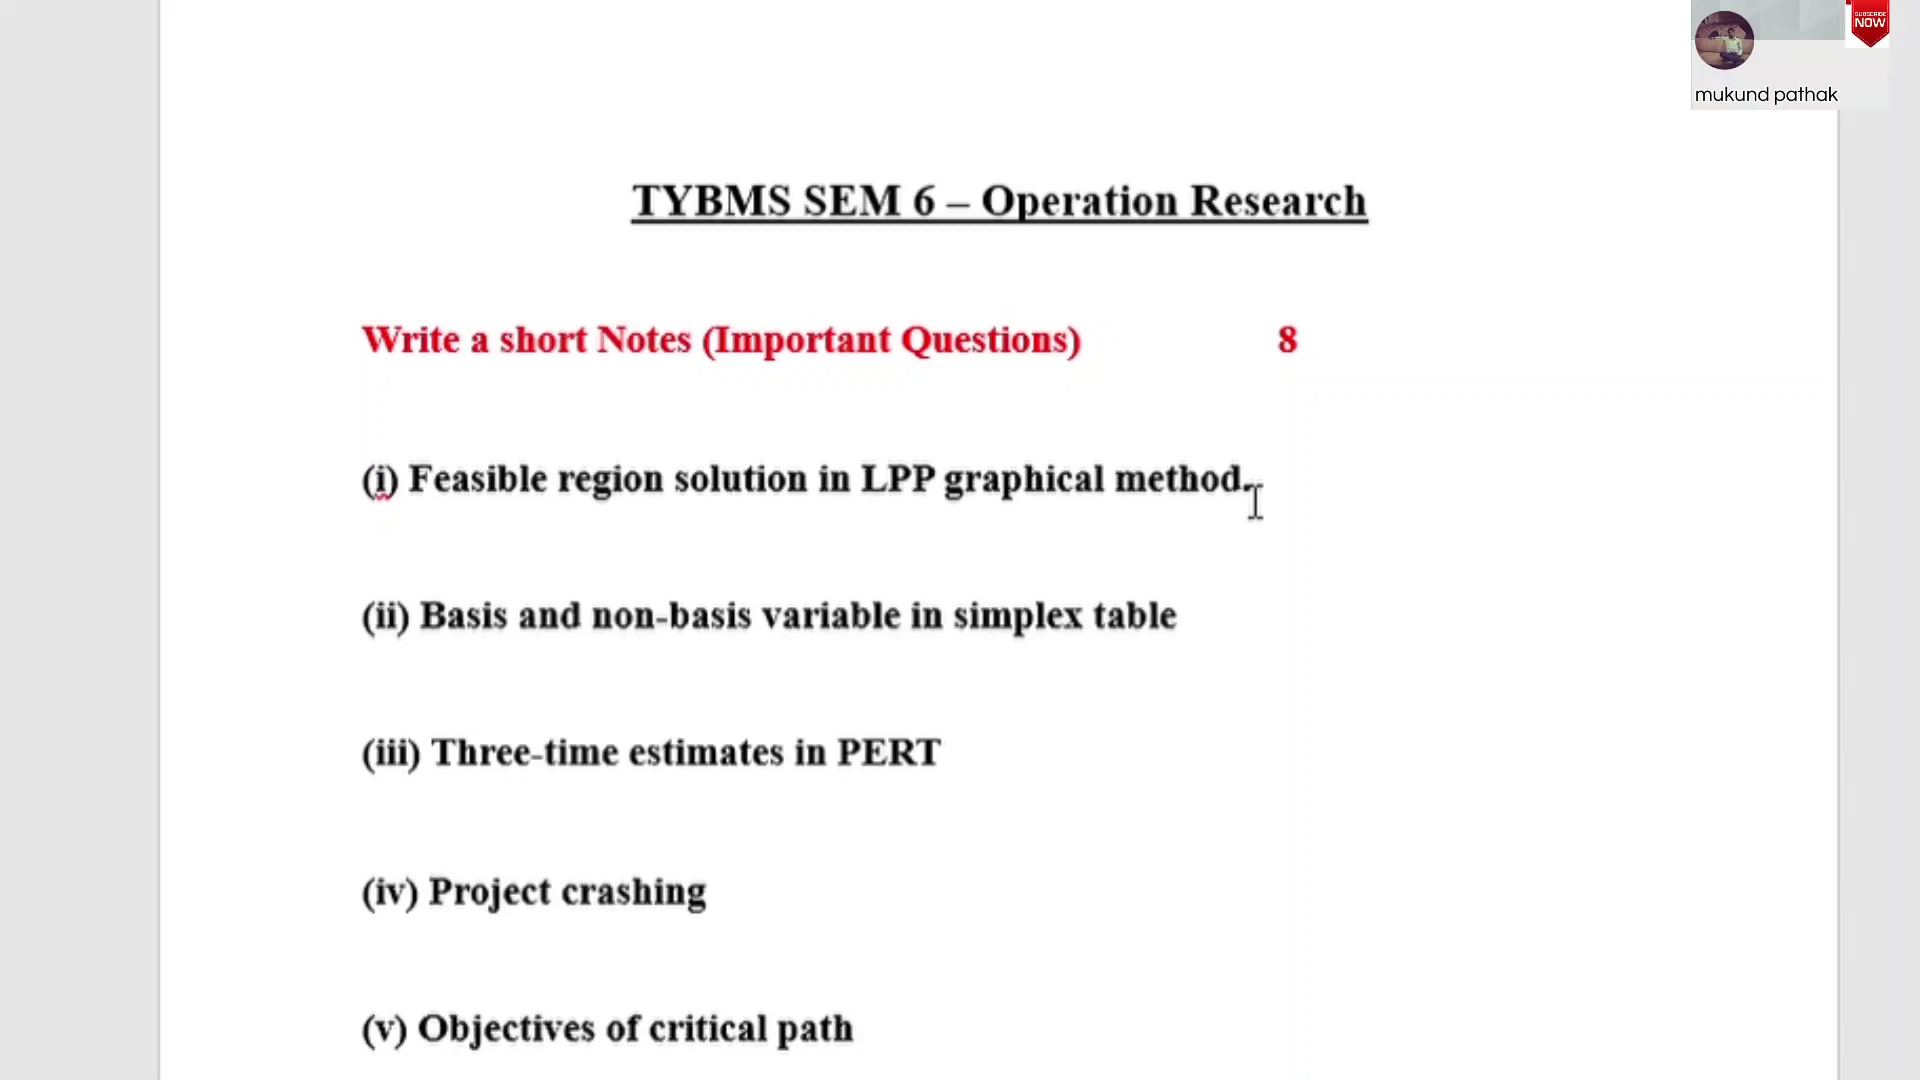 SUBSCRIBE
NOW
mukund pathak
TYBMS SEM 6 – Operation Research
Write a short Notes (Important Questions) 8
(i) Feasible region solution in LPP graphical method.
(ii) Basis and non-basis variable in simplex table
(iii) Three-time estimates in PERT
(iv) Project crashing
(v) Objectives of critical path